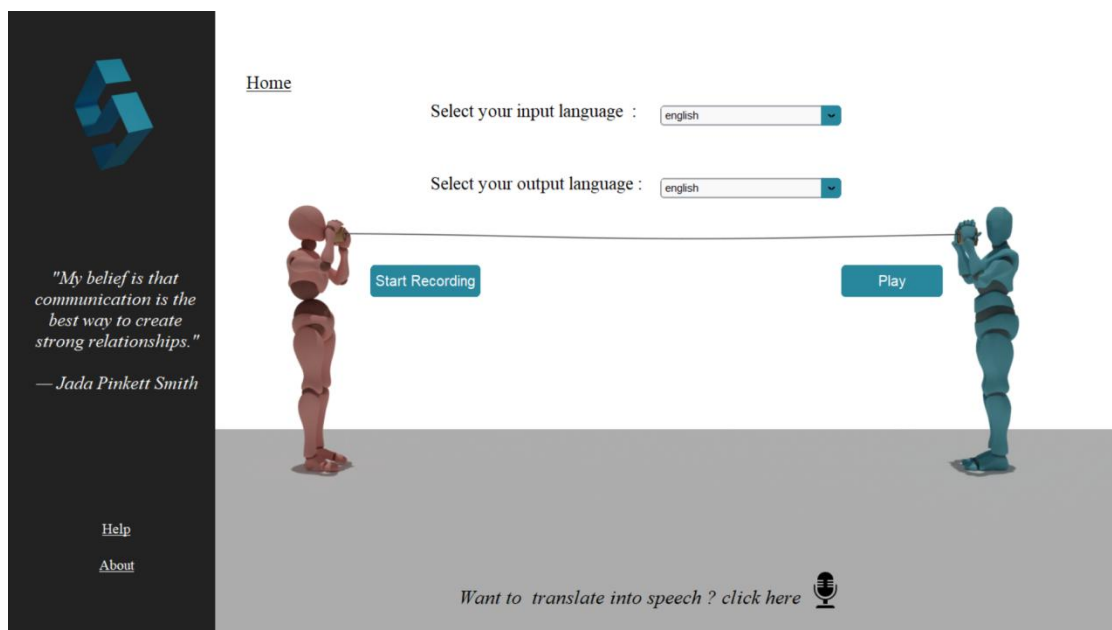 Home
Select your input language :
english
Select your output language :
english
Start Recording
Play
"My belief is that
communication is the
best way to create
strong relationships."
— Jada Pinkett Smith
Help
About
Want to translate into speech ? click here